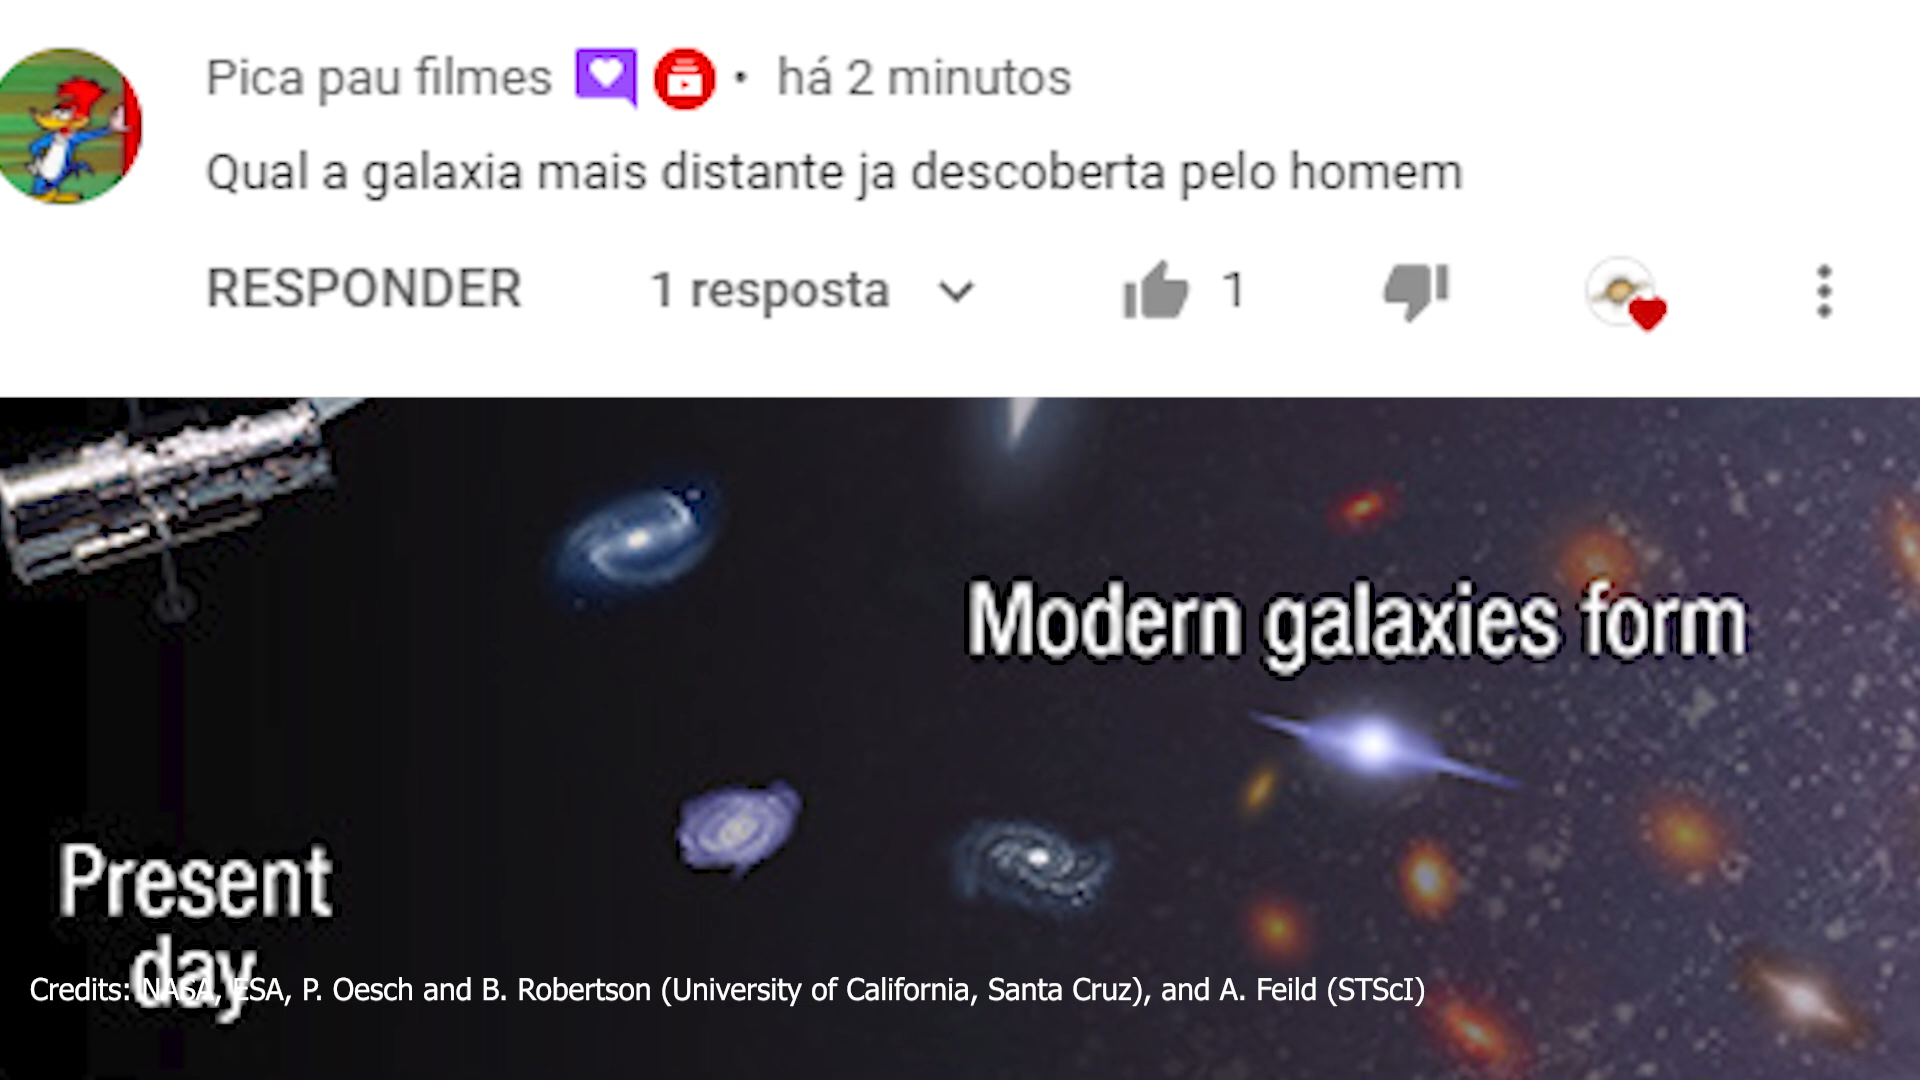 Pica pau filmes • há 2 minutos
Qual a galaxia mais distante ja descoberta pelo homem
RESPONDER 1 resposta 1
Modern galaxies form
Present
day
Credits: NASA, ESA, P. Oesch and B. Robertson (University of California, Santa Cruz), and A. Feild (STScI)